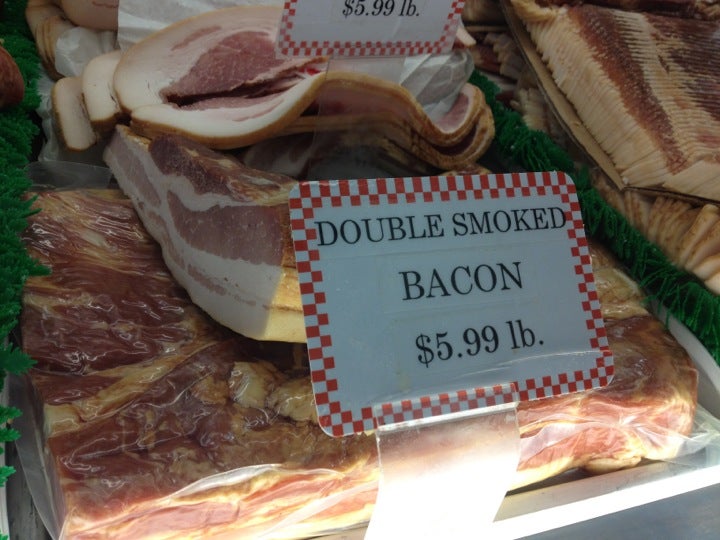 $5.99 lb.
DOUBLE SMOKED
BACON
$5.99 lb.